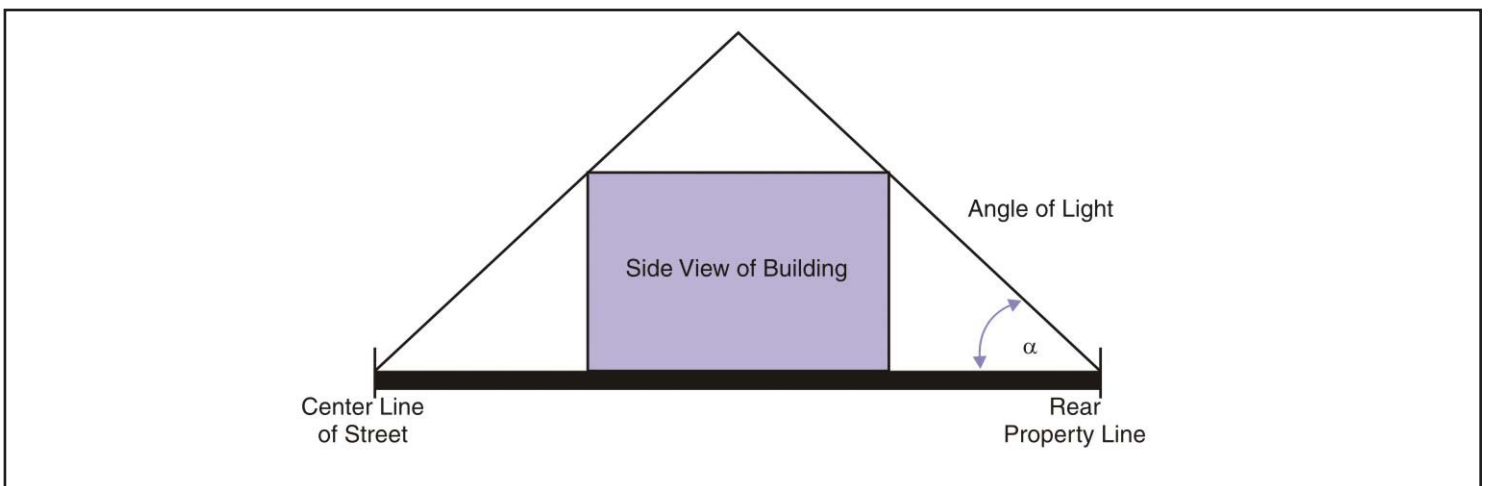 Angle of Light
Side View of Building
α
Center Line
of Street
Rear
Property Line